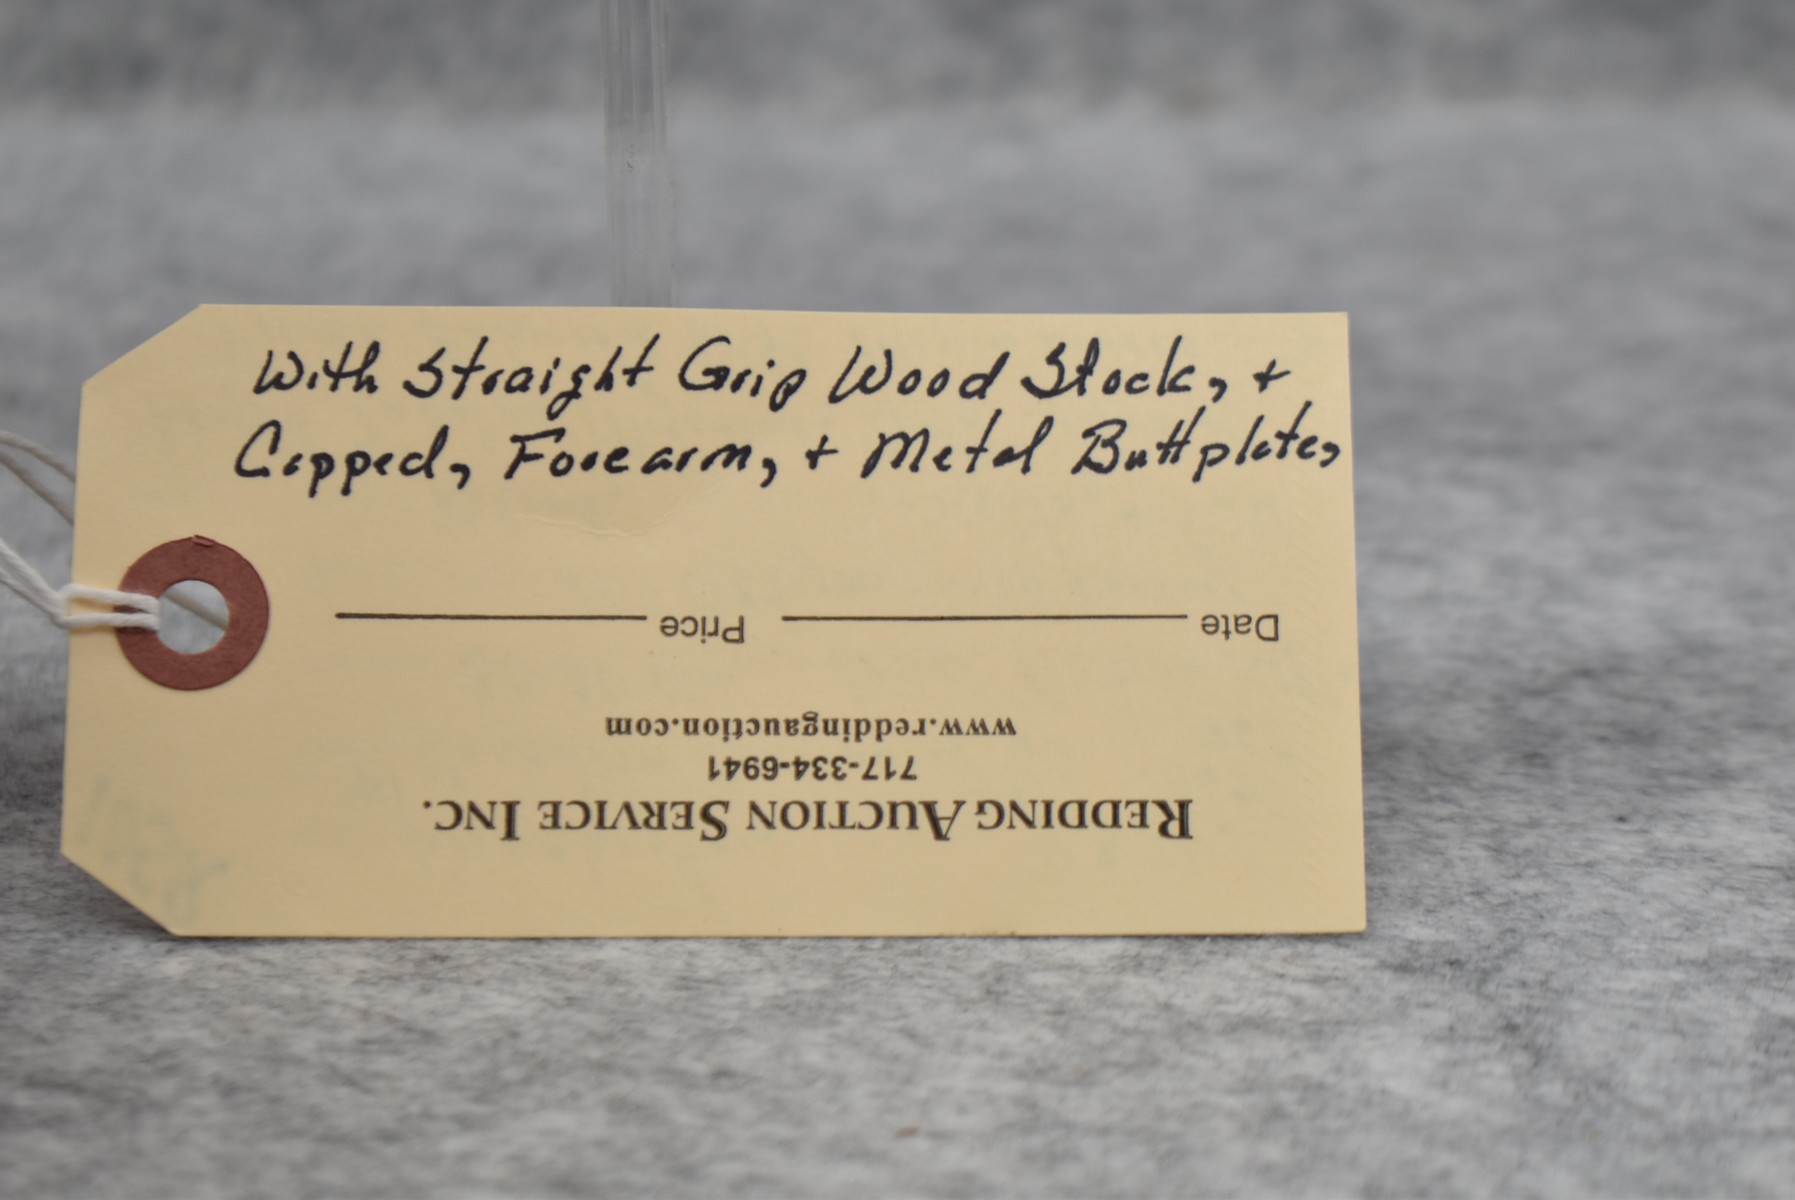 With Straight Grip Wood Stock, +
Capped, Forearm, + Metal Buttplate,
Date Price
www.reddingauction.com
717-334-6941
REDDING AUCTION SERVICE INC.